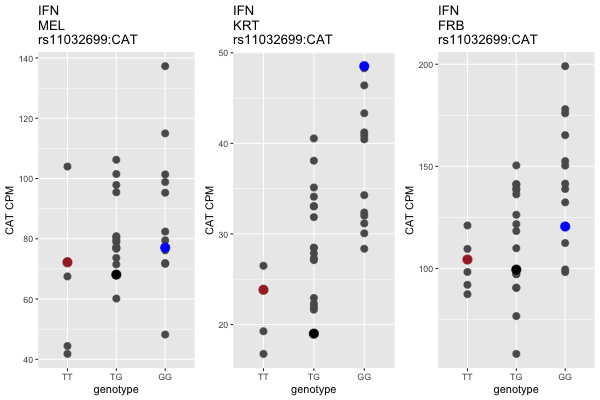 IFN
MEL
rs11032699:CAT
CAT CPM
140
120
100
80
60
40
TT TG GG
genotype
IFN
KRT
rs11032699:CAT
CAT CPM
50
40
30
20
TT TG GG
genotype
IFN
FRB
rs11032699:CAT
CAT CPM
200
150
100
TT TG GG
genotype